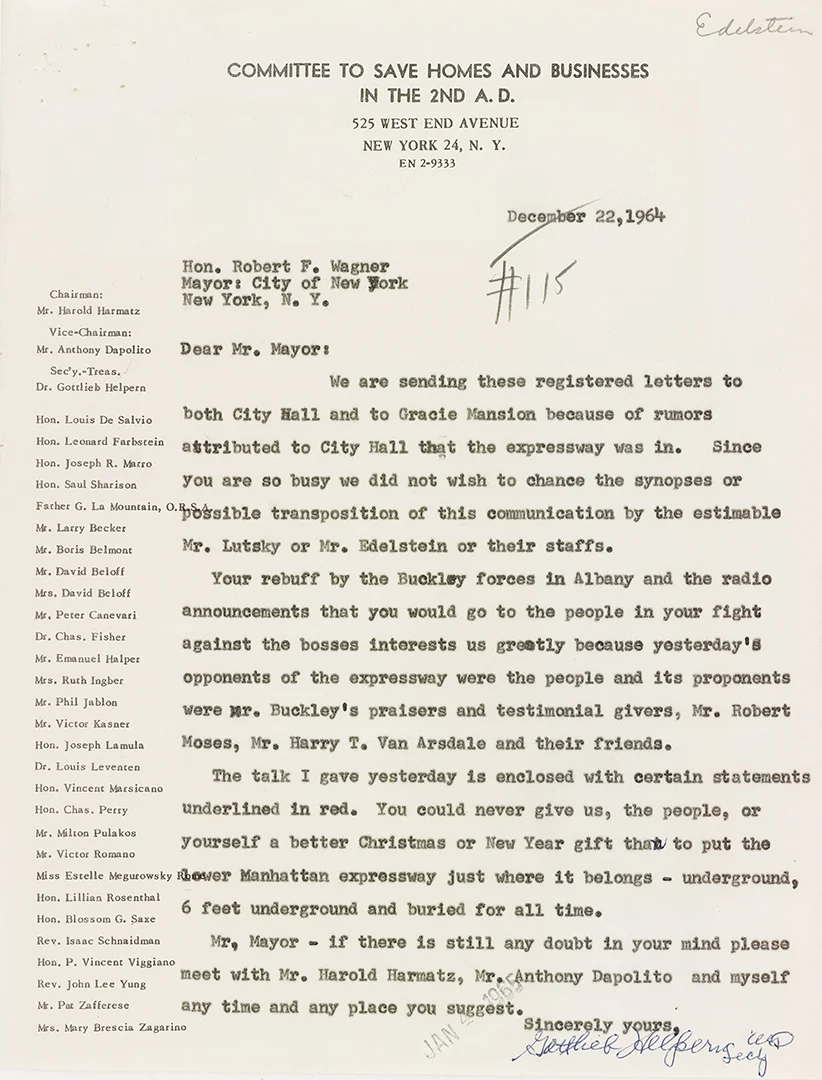 Edelstein
COMMITTEE TO SAVE HOMES AND BUSINESSES
IN THE 2ND A. D.
525 WEST END AVENUE
NEW YORK 24, N. Y.
EN 2-9333
December 22,1964
#115
Hon. Robert F. Wagner
Mayor: City of New York
New York, N. Y.
Chairman:
Mr. Harold Harmatz
Vice-Chairman:
Mr. Anthony Dapolito
Sec'y.-Treas.
Dr. Gottlieb Helpern
Hon. Louis De Salvio
Hon. Leonard Farbstein
Hon. Joseph R. Marro
Hon. Saul Sharison
Father G. La Mountain, O.R.S.A.
Mr. Larry Becker
Mr. Boris Belmont
Mr. David Beloff
Mrs. David Beloff
Mr. Peter Canevari
Dr. Chas. Fisher
Mr. Emanuel Halper
Mrs. Ruth Ingber
Mr. Phil Jablon
Mr. Victor Kasner
Hon. Joseph Lamula
Dr. Louis Leventen
Hon. Vincent Marsicano
Hon. Chas. Perry
Mr. Milton Pulakos
Mr. Victor Romano
Miss Estelle Megurowsky
Hon. Lillian Rosenthal
Hon. Blossom G. Saxe
Rev. Isaac Schnaidman
Hon. P. Vincent Viggiano
Rev. John Lee Yung
Mr. Pat Zafferese
Mrs. Mary Brescia Zagarino
Dear Mr. Mayor:
We are sending these registered letters to
both City Hall and to Gracie Mansion because of rumors
attributed to City Hall that the expressway was in. Since
you are so busy we did not wish to chance the synopses or
possible transposition of this communication by the estimable
Mr. Lutsky or Mr. Edelstein or their staffs.
Your rebuff by the Buckley forces in Albany and the radio
announcements that you would go to the people in your fight
against the bosses interests us greatly because yesterday's
opponents of the expressway were the people and its proponents
were Mr. Buckley's praisers and testimonial givers, Mr. Robert
Moses, Mr. Harry T. Van Arsdale and their friends.
The talk I gave yesterday is enclosed with certain statements
underlined in red. You could never give us, the people, or
yourself a better Christmas or New Year gift than to put the
Lower Manhattan expressway just where it belongs - underground,
6 feet underground and buried for all time.
Mr, Mayor - if there is still any doubt in your mind please
meet with Mr. Harold Harmatz, Mr. Anthony Dapolito and myself
any time and any place you suggest.
Sincerely yours,
Gottlieb Helpern
Secty
JAN 1965